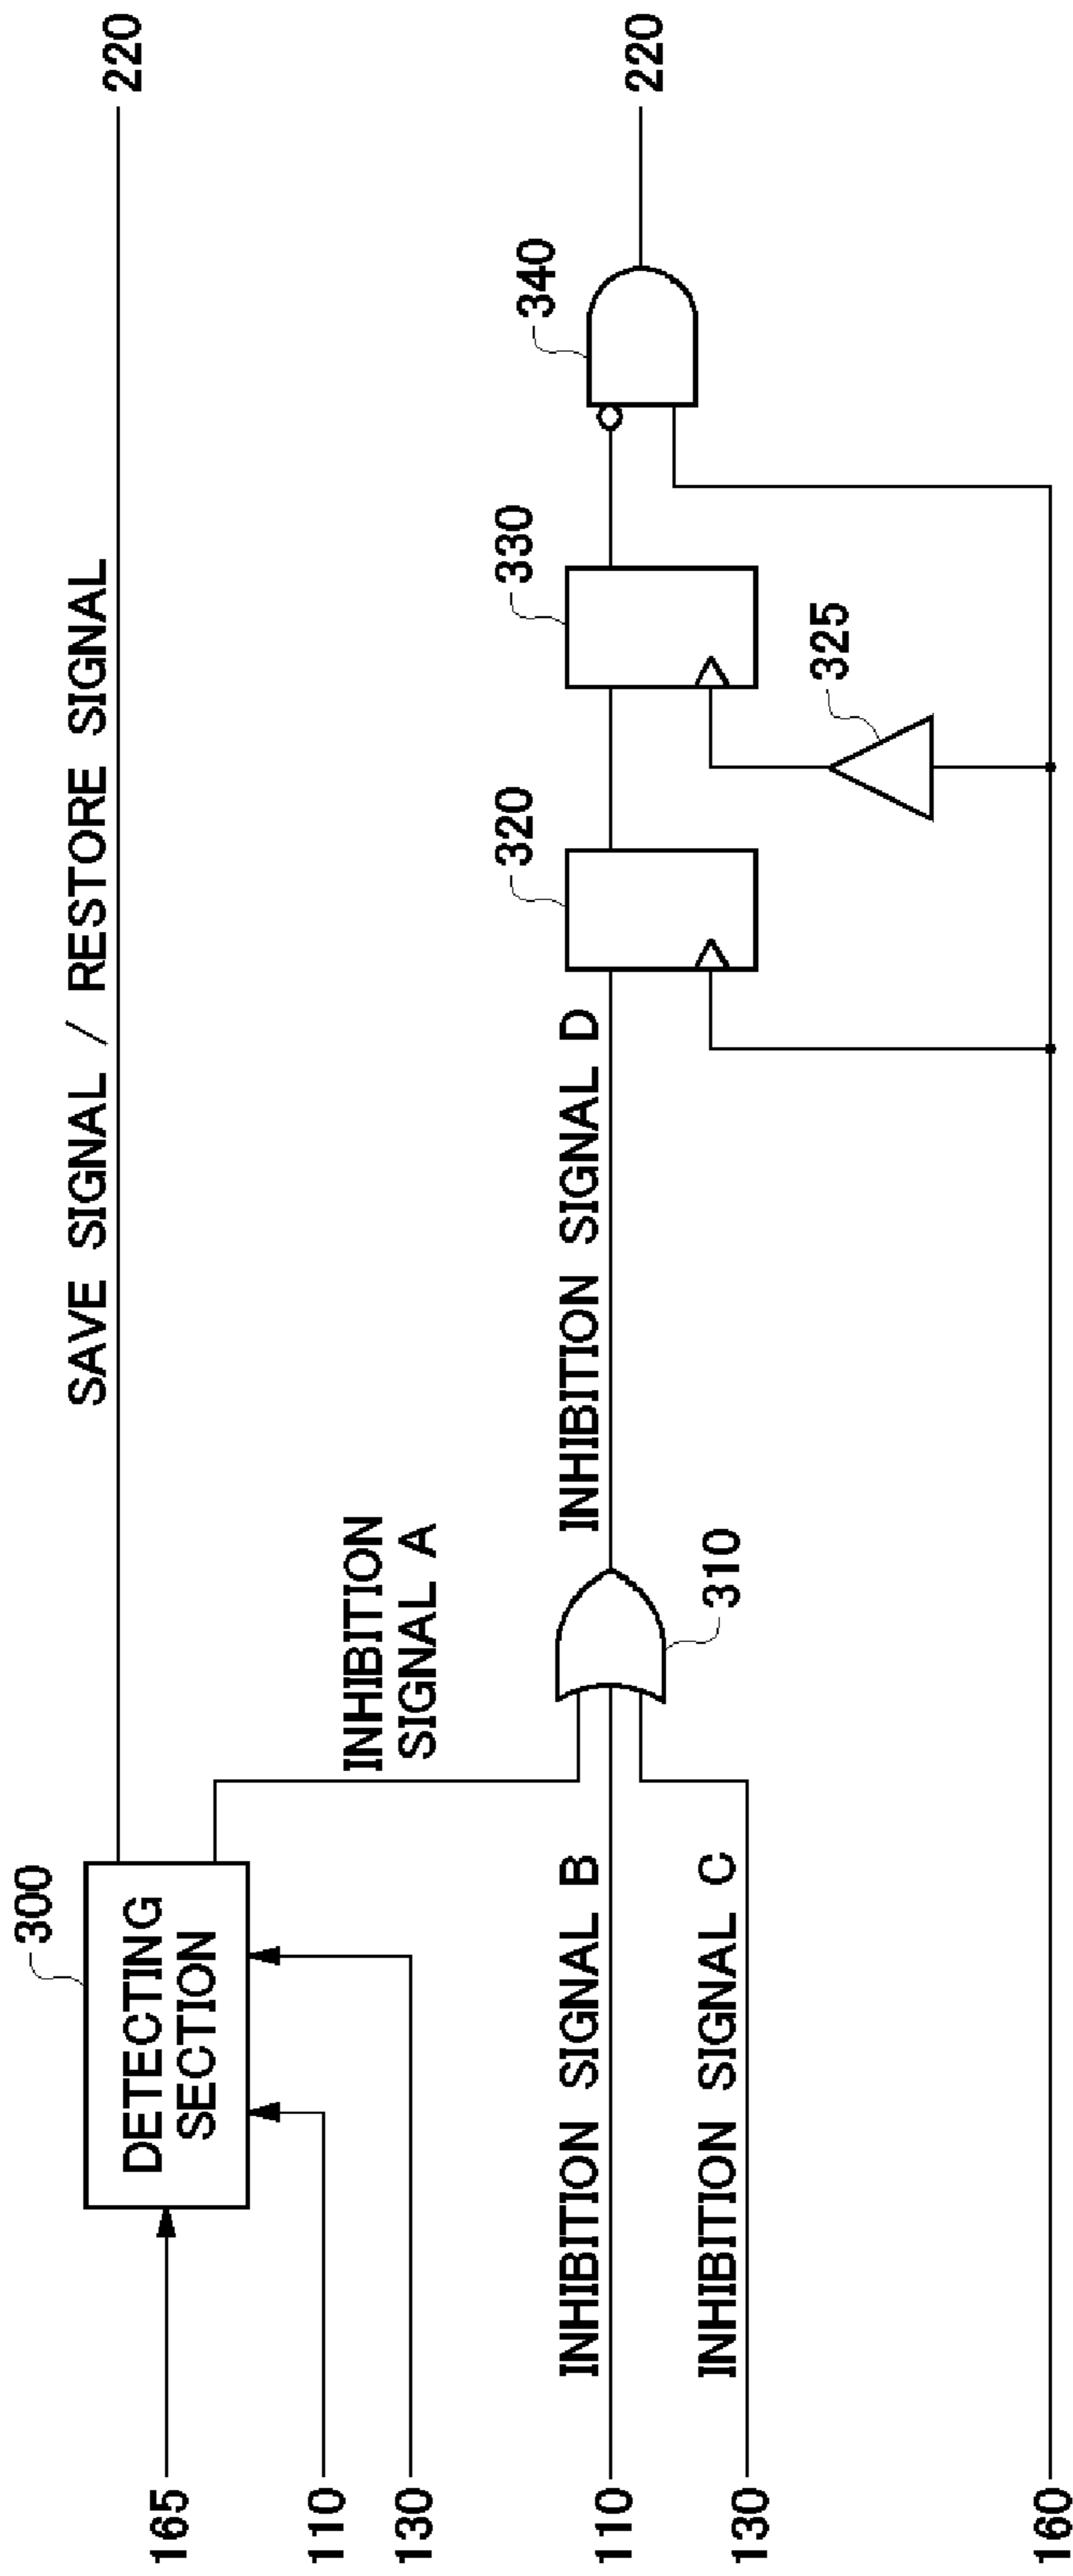 300
165
DETECTING
SECTION
SAVE SIGNAL / RESTORE SIGNAL
220
110
130
INHIBITION
SIGNAL A
110
INHIBITION SIGNAL B
INHIBITION SIGNAL D
320
330
340
220
130
INHIBITION SIGNAL C
310
325
160